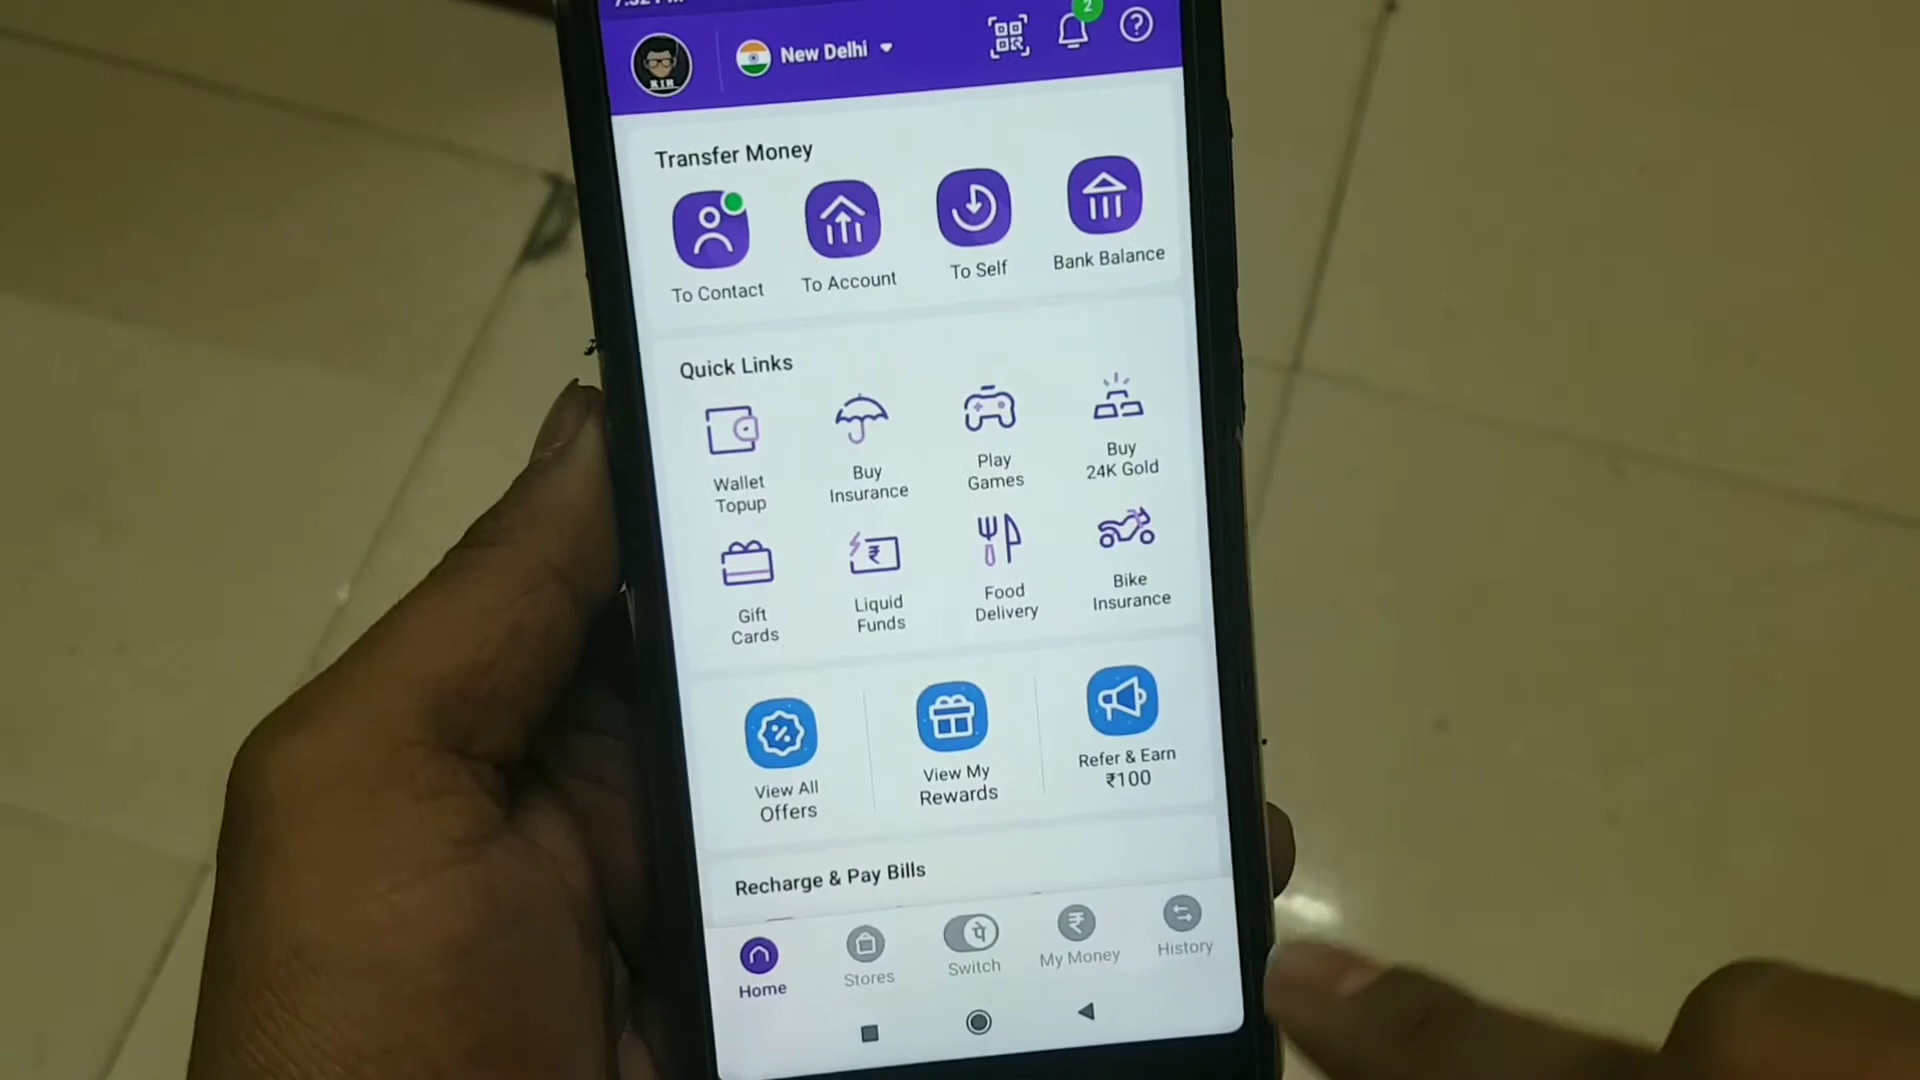 New Delhi
2
Transfer Money
To Contact
To Account
To Self
Bank Balance
Quick Links
Wallet
Topup
Buy
Insurance
Play
Games
Buy
24K Gold
Gift
Cards
Liquid
Funds
Food
Delivery
Bike
Insurance
View All
Offers
View My
Rewards
Refer & Earn
₹100
Recharge & Pay Bills
Home
Stores
पे
Switch
My Money
History